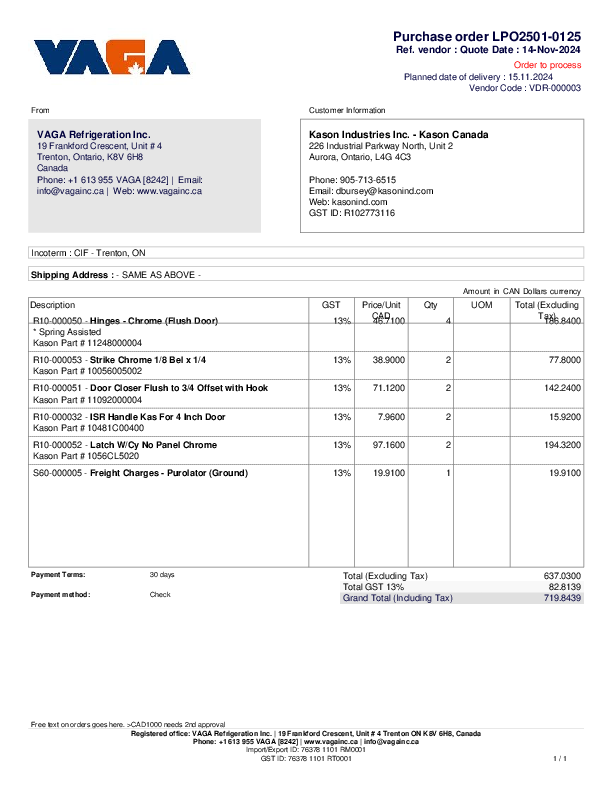 VAGA
Purchase order LPO2501-0125
Ref. vendor : Quote Date : 14-Nov-2024
Order to process
Planned date of delivery : 15.11.2024
Vendor Code : VDR-000003
From
VAGA Refrigeration Inc.
19 Frankford Crescent, Unit # 4
Trenton, Ontario, K8V 6H8
Canada
Phone: +1 613 955 VAGA [8242] | Email:
info@vagainc.ca | Web: www.vagainc.ca
Customer Information
Kason Industries Inc. - Kason Canada
226 Industrial Parkway North, Unit 2
Aurora, Ontario, L4G 4C3
Phone: 905-713-6515
Email: dbursey@kasonind.com
Web: kasonind.com
GST ID: R102773116
Incoterm : CIF - Trenton, ON
Shipping Address : - SAME AS ABOVE -
Amount in CAN Dollars currency
Description GST Price/Unit CAD Qty UOM Total (Excluding Tax)
R10-000050 - Hinges - Chrome (Flush Door) 13% 46.7100 4 186.8400
* Spring Assisted
Kason Part # 11248000004
R10-000053 - Strike Chrome 1/8 Bel x 1/4 13% 38.9000 2 77.8000
Kason Part # 10056005002
R10-000051 - Door Closer Flush to 3/4 Offset with Hook 13% 71.1200 2 142.2400
Kason Part # 11092000004
R10-000032 - ISR Handle Kas For 4 Inch Door 13% 7.9600 2 15.9200
Kason Part # 10481C00400
R10-000052 - Latch W/Cy No Panel Chrome 13% 97.1600 2 194.3200
Kason Part # 1056CL5020
S60-000005 - Freight Charges - Purolator (Ground) 13% 19.9100 1 19.9100
Payment Terms: 30 days
Payment method: Check
Total (Excluding Tax) 637.0300
Total GST 13% 82.8139
Grand Total (Including Tax) 719.8439
Free text on orders goes here. >CAD1000 needs 2nd approval
Registered office: VAGA Refrigeration Inc. | 19 Frankford Crescent, Unit # 4 Trenton ON K8V 6H8, Canada
Phone: +1 613 955 VAGA [8242] | www.vagainc.ca | info@vagainc.ca
Import/Export ID: 76378 1101 RM0001
GST ID: 76378 1101 RT0001
1 / 1